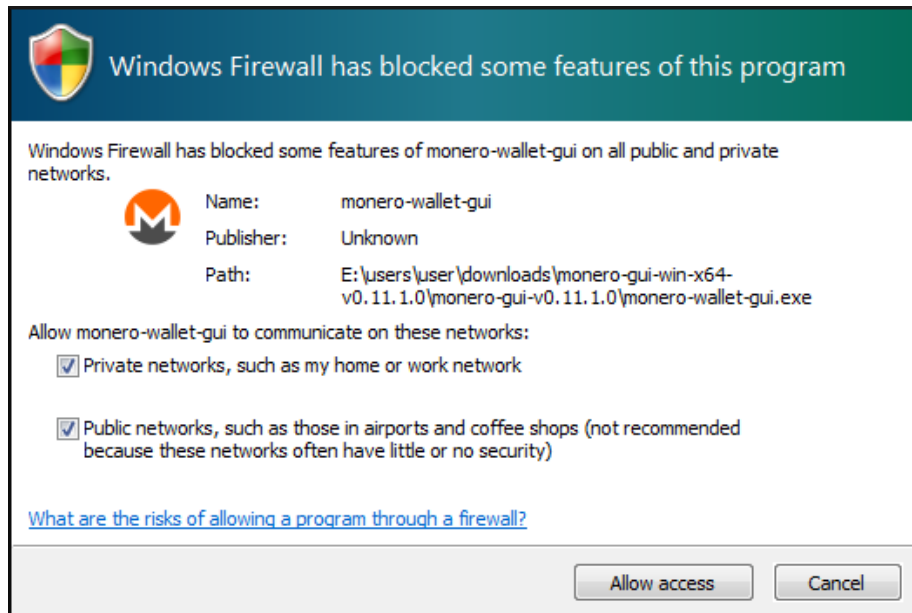 Windows Firewall has blocked some features of this program
Windows Firewall has blocked some features of monero-wallet-gui on all public and private
networks.
Name: monero-wallet-gui
Publisher: Unknown
Path: E:\users\user\downloads\monero-gui-win-x64-
v0.11.1.0\monero-gui-v0.11.1.0\monero-wallet-gui.exe
Allow monero-wallet-gui to communicate on these networks:
Private networks, such as my home or work network
Public networks, such as those in airports and coffee shops (not recommended
because these networks often have little or no security)
What are the risks of allowing a program through a firewall?
Allow access Cancel